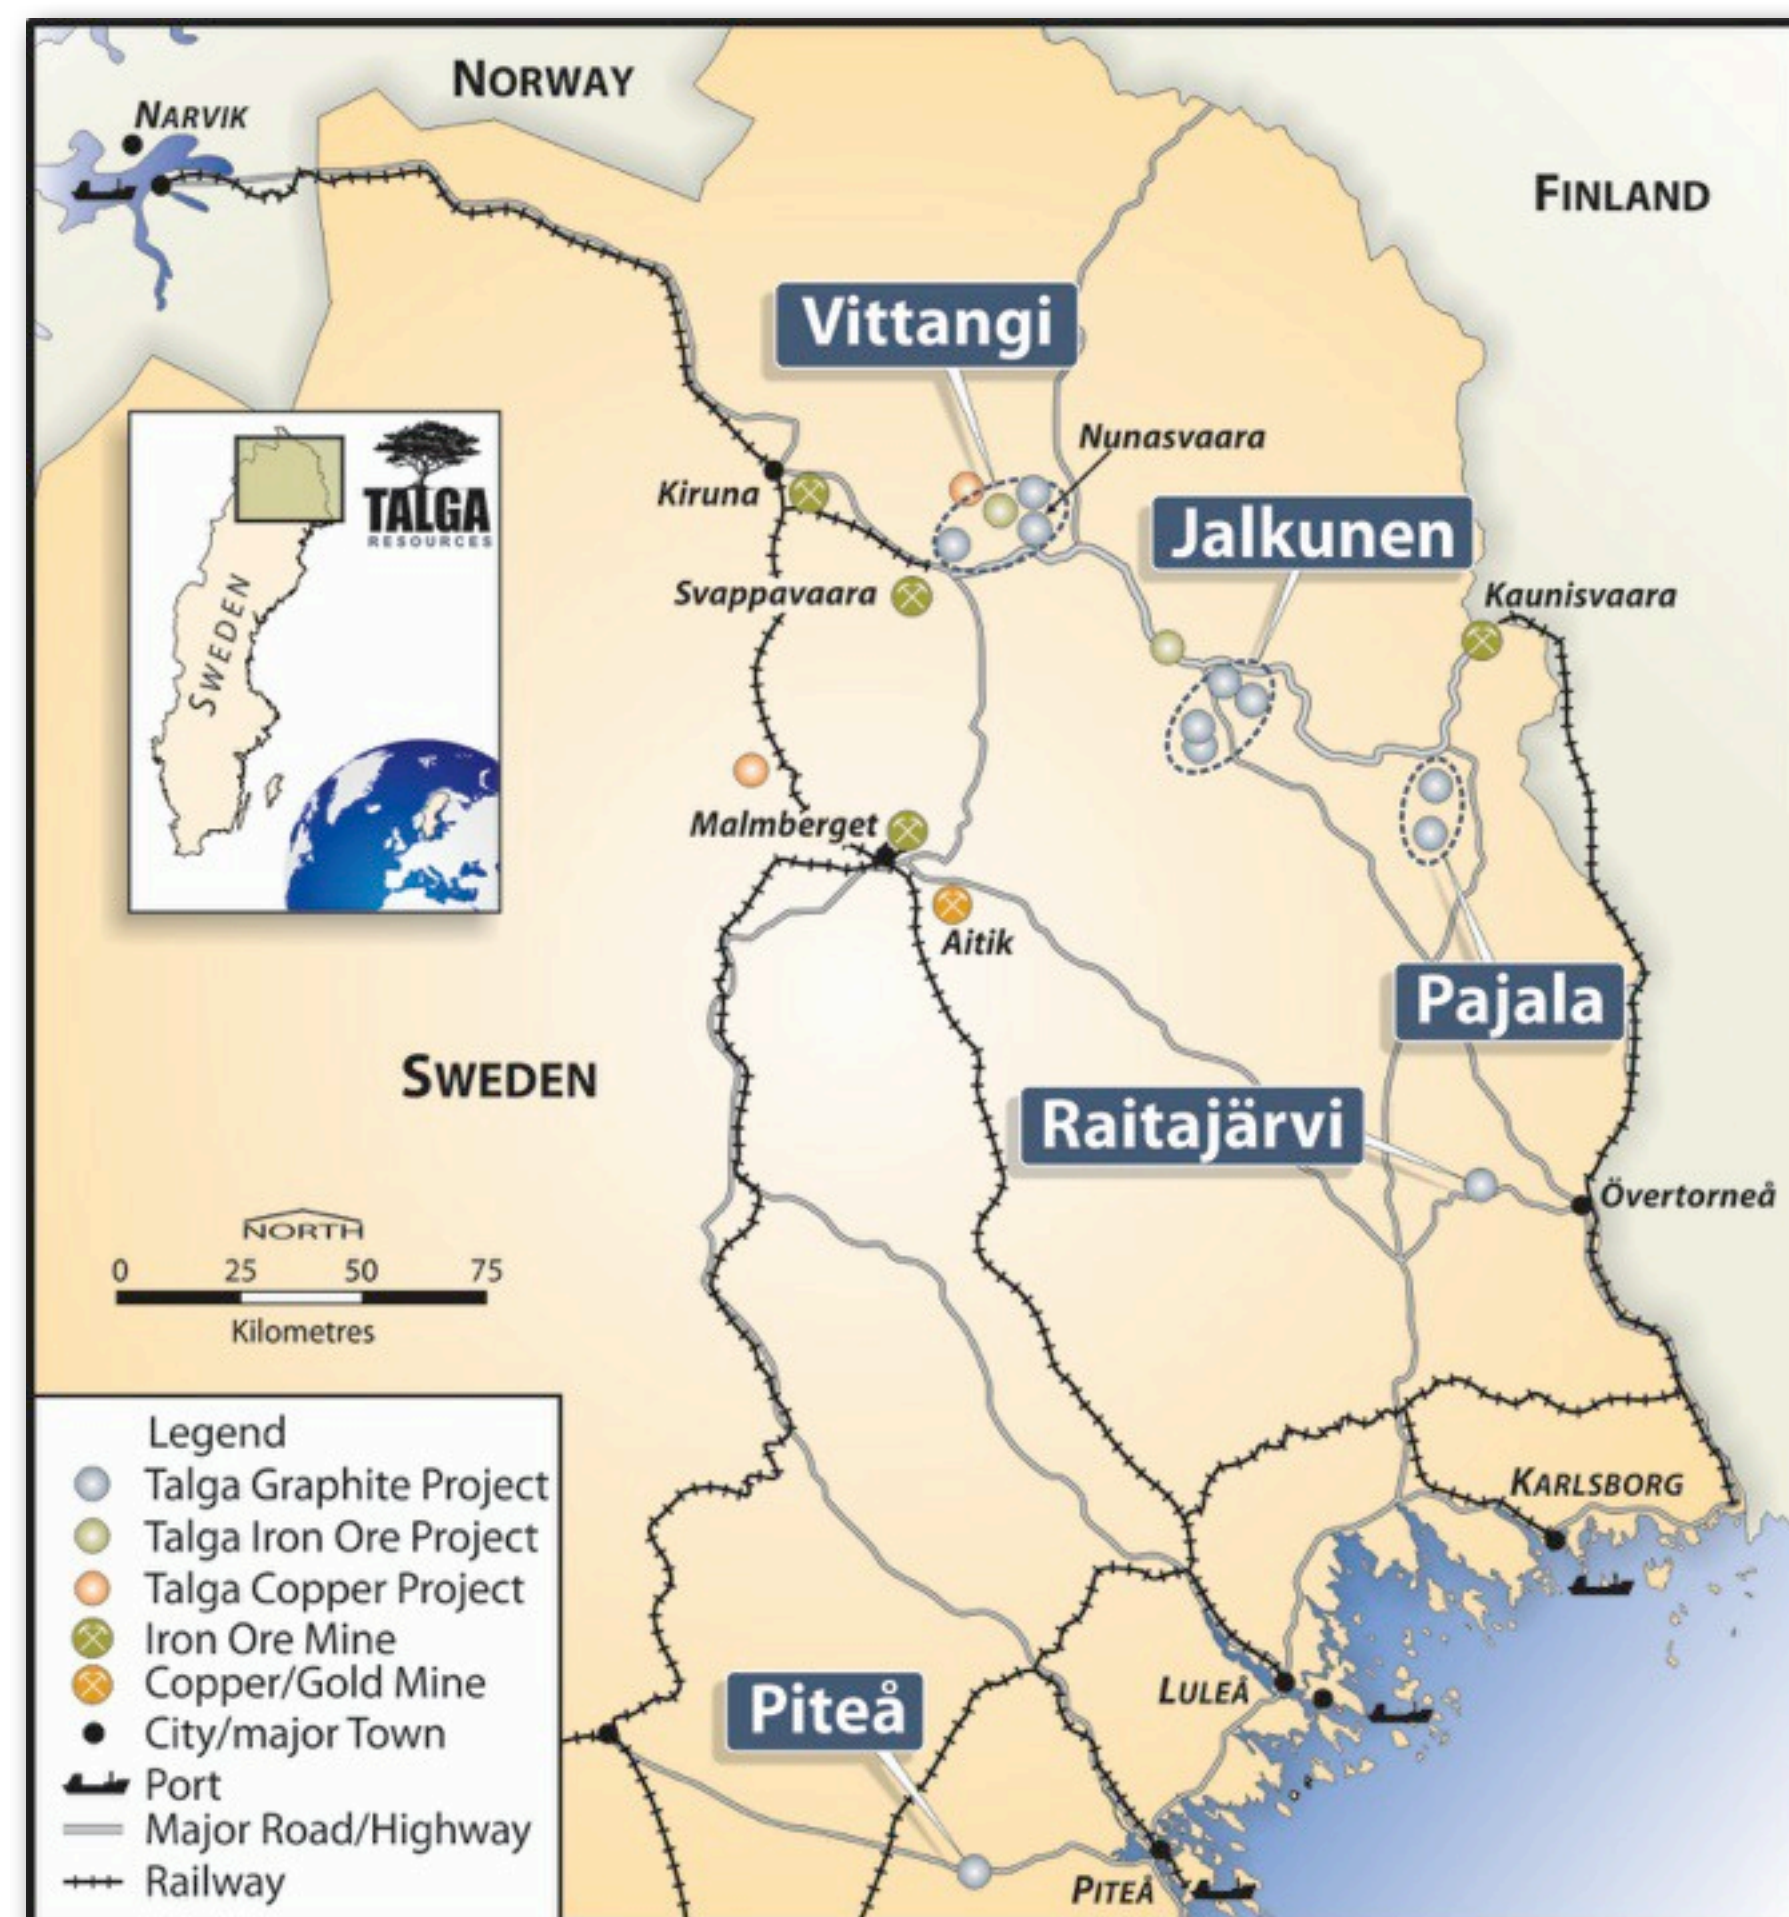 NORWAY
NARVIK
FINLAND
Vittangi
Nunasvaara
Kiruna
Jalkunen
TALGA
RESOURCES
SWEDEN
Svappavaara
Kaunisvaara
Malmberget
Aitik
Pajala
SWEDEN
Raitajärvi
Övertorneå
NORTH
0 25 50 75
Kilometres
Legend
Talga Graphite Project
Talga Iron Ore Project
Talga Copper Project
Iron Ore Mine
Copper/Gold Mine
City/major Town
Port
Major Road/Highway
Railway
KARLSBORG
LULEÅ
Piteå
PITEÅ